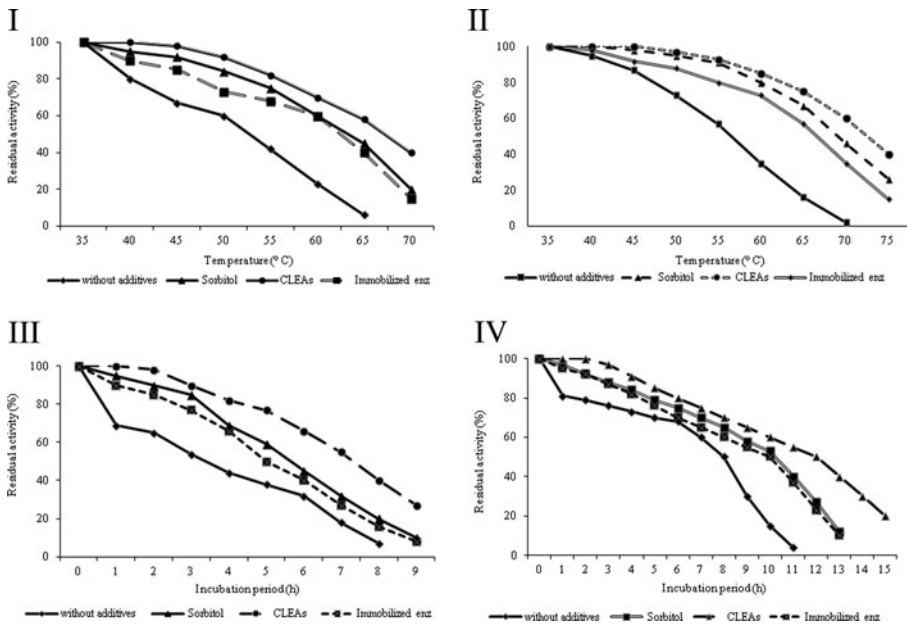 I
100
80
60
40
20
0
Residual activity (%)
35 40 45 50 55 60 65 70
Temperature (° C)
without additives Sorbitol CLEAs Immobilized enz
II
100
80
60
40
20
0
Residual activity (%)
35 40 45 50 55 60 65 70 75
Temperature (° C)
without additives Sorbitol CLEAs Immobilized enz
III
100
80
60
40
20
0
Residual activity (%)
0 1 2 3 4 5 6 7 8 9
Incubation period (h)
without additives Sorbitol CLEAs Immobilized enz
IV
100
80
60
40
20
0
Residual activity (%)
0 1 2 3 4 5 6 7 8 9 10 11 12 13 14 15
Incubation period (h)
without additives Sorbitol CLEAs Immobilized enz